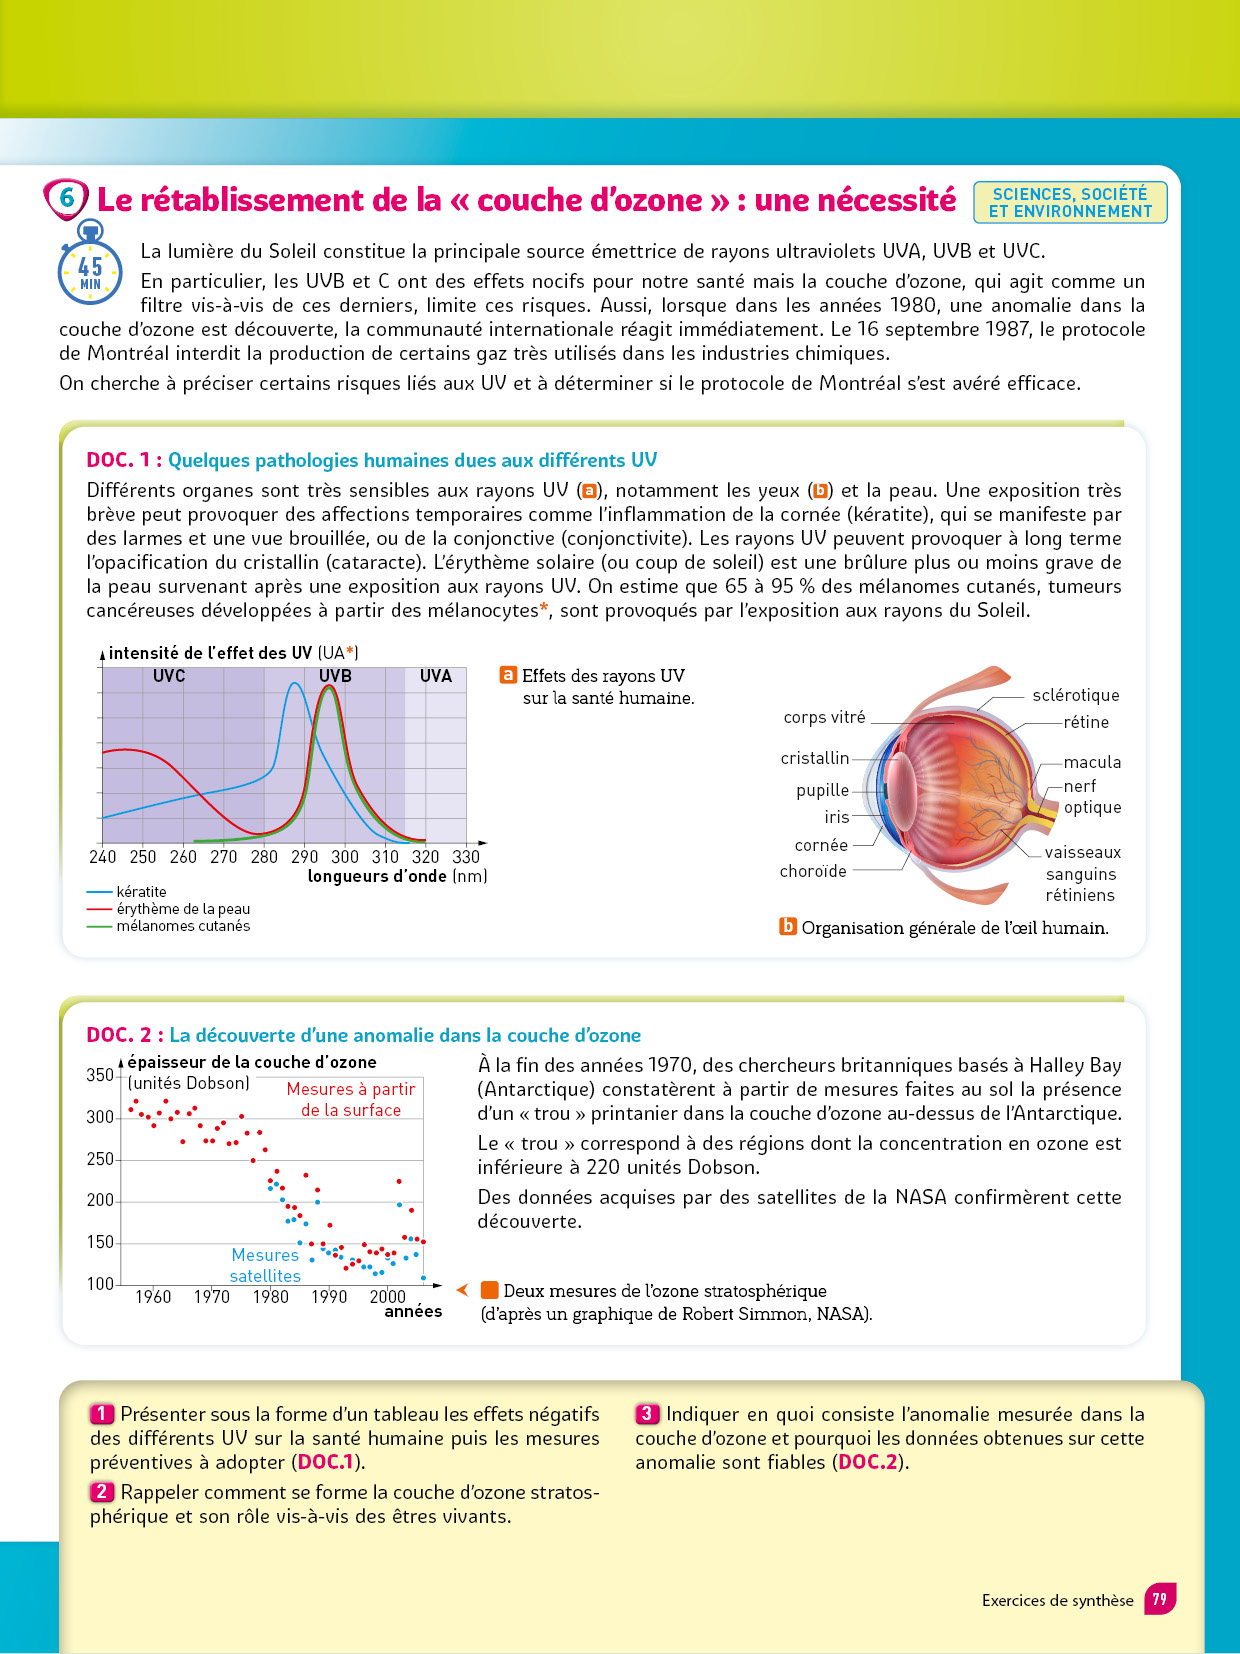 6 Le rétablissement de la « couche d’ozone » : une nécessité
SCIENCES, SOCIÉTÉ
ET ENVIRONNEMENT
45
MIN
La lumière du Soleil constitue la principale source émettrice de rayons ultraviolets UVA, UVB et UVC.
En particulier, les UVB et C ont des effets nocifs pour notre santé mais la couche d’ozone, qui agit comme un
filtre vis-à-vis de ces derniers, limite ces risques. Aussi, lorsque dans les années 1980, une anomalie dans la
couche d’ozone est découverte, la communauté internationale réagit immédiatement. Le 16 septembre 1987, le protocole
de Montréal interdit la production de certains gaz très utilisés dans les industries chimiques.
On cherche à préciser certains risques liés aux UV et à déterminer si le protocole de Montréal s’est avéré efficace.
DOC. 1 : Quelques pathologies humaines dues aux différents UV
Différents organes sont très sensibles aux rayons UV (a), notamment les yeux (b) et la peau. Une exposition très
brève peut provoquer des affections temporaires comme l’inflammation de la cornée (kératite), qui se manifeste par
des larmes et une vue brouillée, ou de la conjonctive (conjonctivite). Les rayons UV peuvent provoquer à long terme
l’opacification du cristallin (cataracte). L’érythème solaire (ou coup de soleil) est une brûlure plus ou moins grave de
la peau survenant après une exposition aux rayons UV. On estime que 65 à 95 % des mélanomes cutanés, tumeurs
cancéreuses développées à partir des mélanocytes*, sont provoqués par l’exposition aux rayons du Soleil.
intensité de l’effet des UV (UA*)
UVC UVB UVA
240 250 260 270 280 290 300 310 320 330
longueurs d’onde (nm)
kératite
érythème de la peau
mélanomes cutanés
a Effets des rayons UV
sur la santé humaine.
corps vitré
cristallin
pupille
iris
cornée
choroïde
sclérotique
rétine
macula
nerf
optique
vaisseaux
sanguins
rétiniens
b Organisation générale de l’œil humain.
DOC. 2 : La découverte d’une anomalie dans la couche d’ozone
épaisseur de la couche d’ozone
(unités Dobson)
Mesures à partir
de la surface
350
300
250
200
150
100
Mesures
satellites
1960 1970 1980 1990 2000
années
À la fin des années 1970, des chercheurs britanniques basés à Halley Bay
(Antarctique) constatèrent à partir de mesures faites au sol la présence
d’un « trou » printanier dans la couche d’ozone au-dessus de l’Antarctique.
Le « trou » correspond à des régions dont la concentration en ozone est
inférieure à 220 unités Dobson.
Des données acquises par des satellites de la NASA confirmèrent cette
découverte.
Deux mesures de l’ozone stratosphérique
(d’après un graphique de Robert Simmon, NASA).
1 Présenter sous la forme d’un tableau les effets négatifs
des différents UV sur la santé humaine puis les mesures
préventives à adopter (DOC.1).
2 Rappeler comment se forme la couche d’ozone stratos-
phérique et son rôle vis-à-vis des êtres vivants.
3 Indiquer en quoi consiste l’anomalie mesurée dans la
couche d’ozone et pourquoi les données obtenues sur cette
anomalie sont fiables (DOC.2).
Exercices de synthèse 79